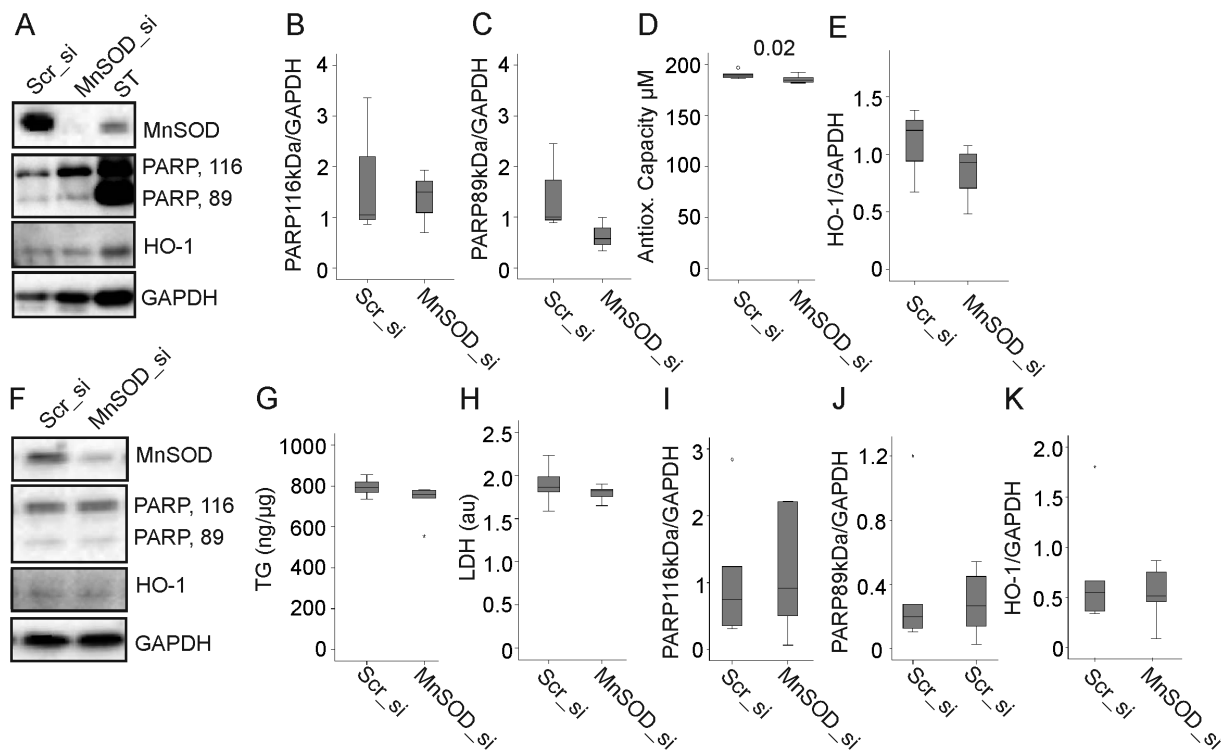 A
Scr_si
MnSOD_si
ST
MnSOD
PARP, 116
PARP, 89
HO-1
GAPDH
B
PARP116kDa/GAPDH
4
3
2
1
0
Scr_si
MnSOD_si
C
PARP89kDa/GAPDH
4
3
2
1
0
Scr_si
MnSOD_si
D
0.02
Antiox. Capacity µM
200
150
100
50
0
Scr_si
MnSOD_si
E
HO-1/GAPDH
1.5
1.0
0.5
0
Scr_si
MnSOD_si
F
Scr_si
MnSOD_si
MnSOD
PARP, 116
PARP, 89
HO-1
GAPDH
G
TG (ng/µg)
1000
800
600
800
200
0
Scr_si
MnSOD_si
H
LDH (au)
2.5
2.0
1.5
1.0
0.5
0
Scr_si
MnSOD_si
I
PARP116kDa/GAPDH
3
2
1
0
Scr_si
MnSOD_si
J
PARP89kDa/GAPDH
1.2
0.8
0.4
0
Scr_si
Scr_si
K
HO-1/GAPDH
2.0
1.5
1.0
0.5
0
Scr_si
MnSOD_si